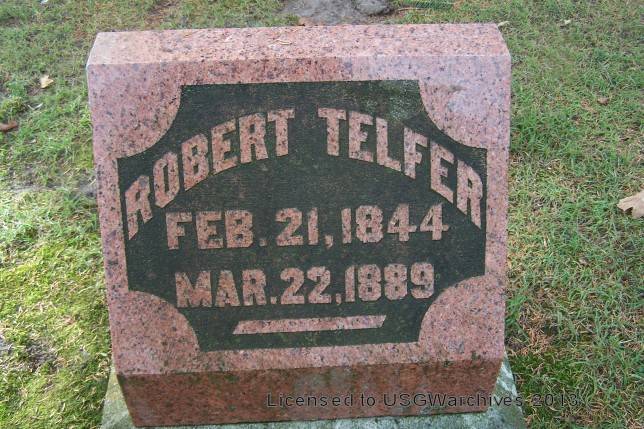 ROBERT TELFER
FEB. 21, 1844
MAR. 22, 1889
Licensed to USGWarchives 2013